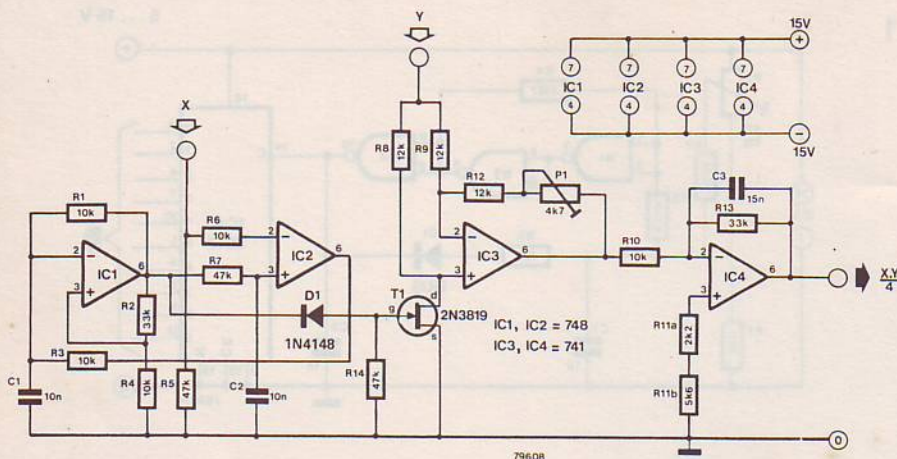 X
Y
15V
+
7
7
7
7
IC1
IC2
IC3
IC4
4
4
4
4
−
15V
R1
10k
R6
10k
R7
47k
R8
12k
R9
12k
R12
12k
P1
4k7
C3
15n
R13
33k
R10
10k
2
−
IC1
6
3
+
2
−
IC2
6
3
+
2
−
IC3
6
3
+
2
−
IC4
6
3
+
X.Y
4
R2
33k
D1
1N4148
T1
g
d
s
2N3819
IC1, IC2 = 748
IC3, IC4 = 741
R11a
2k2
R3
10k
C1
10n
R4
10k
R5
47k
C2
10n
R14
47k
R11b
5k6
0
79608